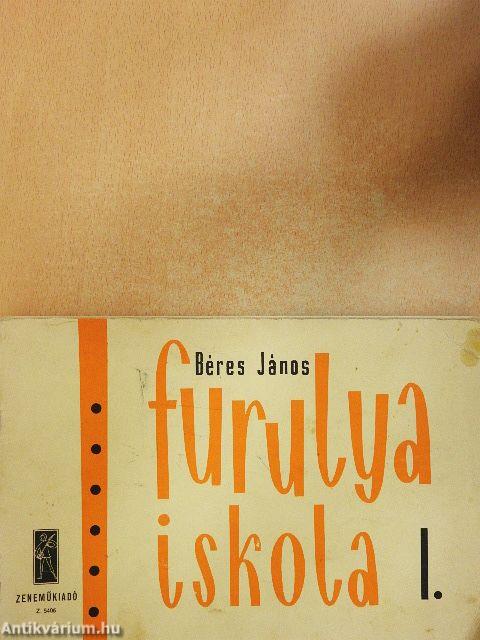 Béres János
furulya
iskola I.
ZENEMŰKIADÓ
Z. 5406
Antikvárium.hu